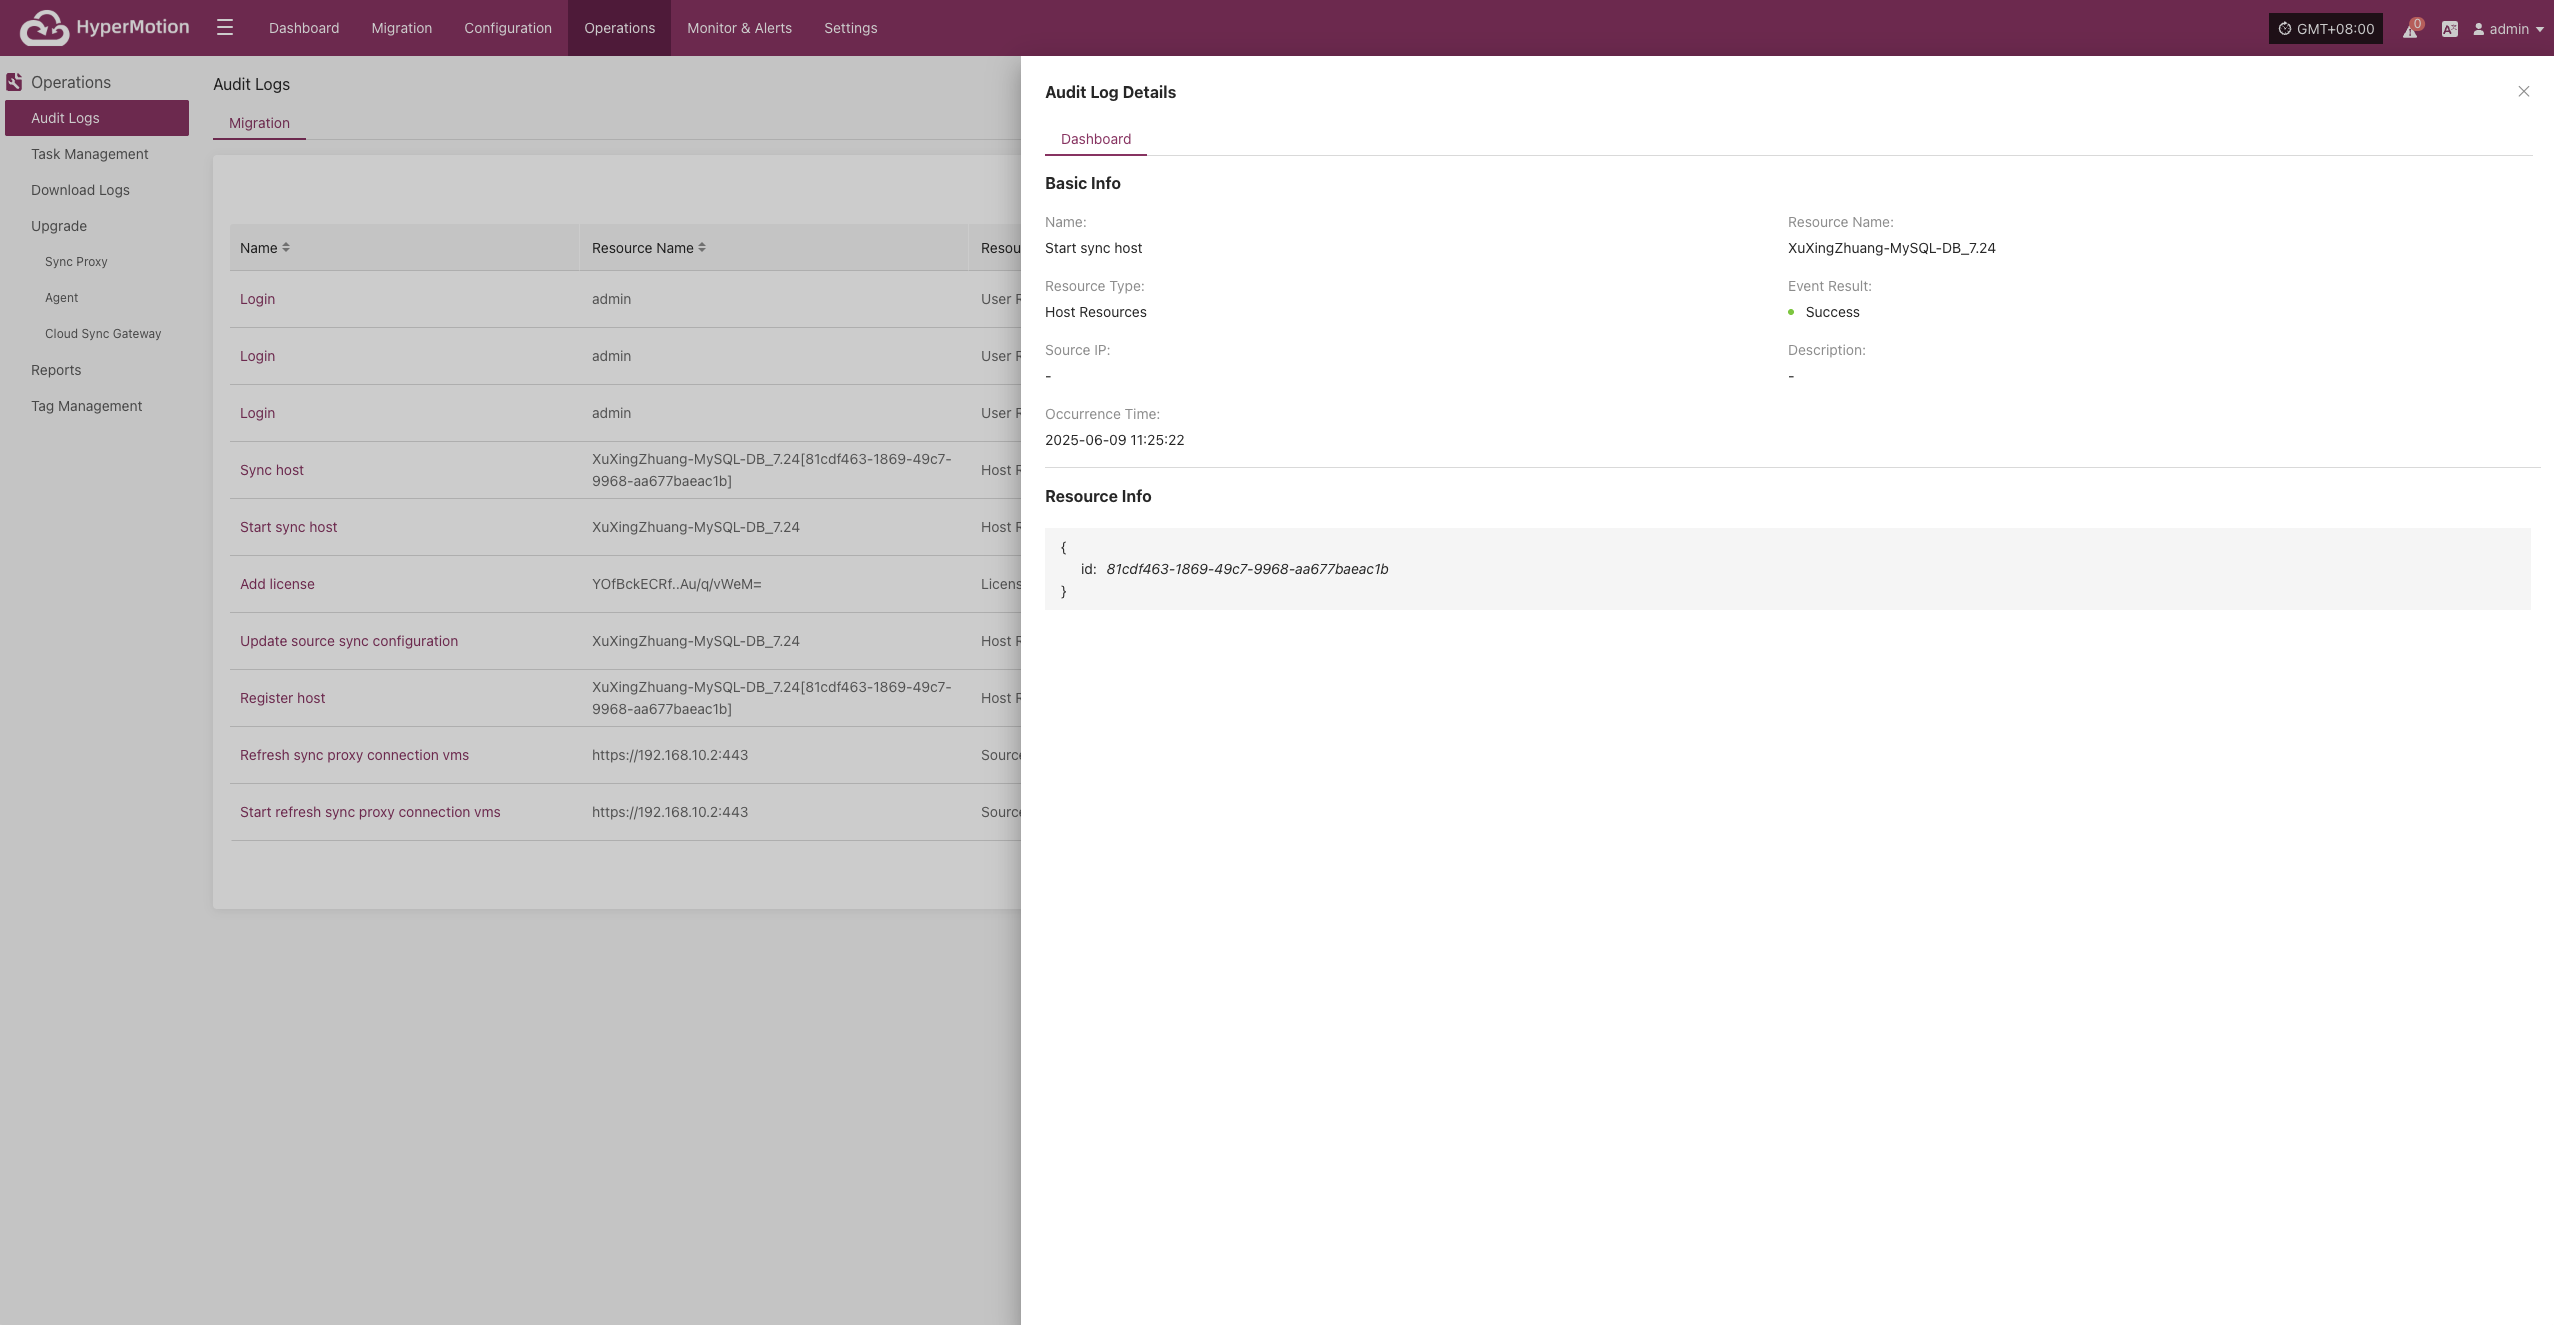 HyperMotion
Dashboard
Migration
Configuration
Operations
Monitor & Alerts
Settings
GMT+08:00
0
admin
Operations
Audit Logs
Task Management
Download Logs
Upgrade
Sync Proxy
Agent
Cloud Sync Gateway
Reports
Tag Management
Audit Logs
Migration
Name
Resource Name
Resou
Login
admin
User R
Login
admin
User R
Login
admin
User R
Sync host
XuXingZhuang-MySQL-DB_7.24[81cdf463-1869-49c7-
9968-aa677baeac1b]
Host R
Start sync host
XuXingZhuang-MySQL-DB_7.24
Host R
Add license
YOfBckECRf..Au/q/vWeM=
Licens
Update source sync configuration
XuXingZhuang-MySQL-DB_7.24
Host R
Register host
XuXingZhuang-MySQL-DB_7.24[81cdf463-1869-49c7-
9968-aa677baeac1b]
Host R
Refresh sync proxy connection vms
https://192.168.10.2:443
Source
Start refresh sync proxy connection vms
https://192.168.10.2:443
Source
Audit Log Details
Dashboard
Basic Info
Name:
Start sync host
Resource Name:
XuXingZhuang-MySQL-DB_7.24
Resource Type:
Host Resources
Event Result:
Success
Source IP:
-
Description:
-
Occurrence Time:
2025-06-09 11:25:22
Resource Info
{
id: 81cdf463-1869-49c7-9968-aa677baeac1b
}